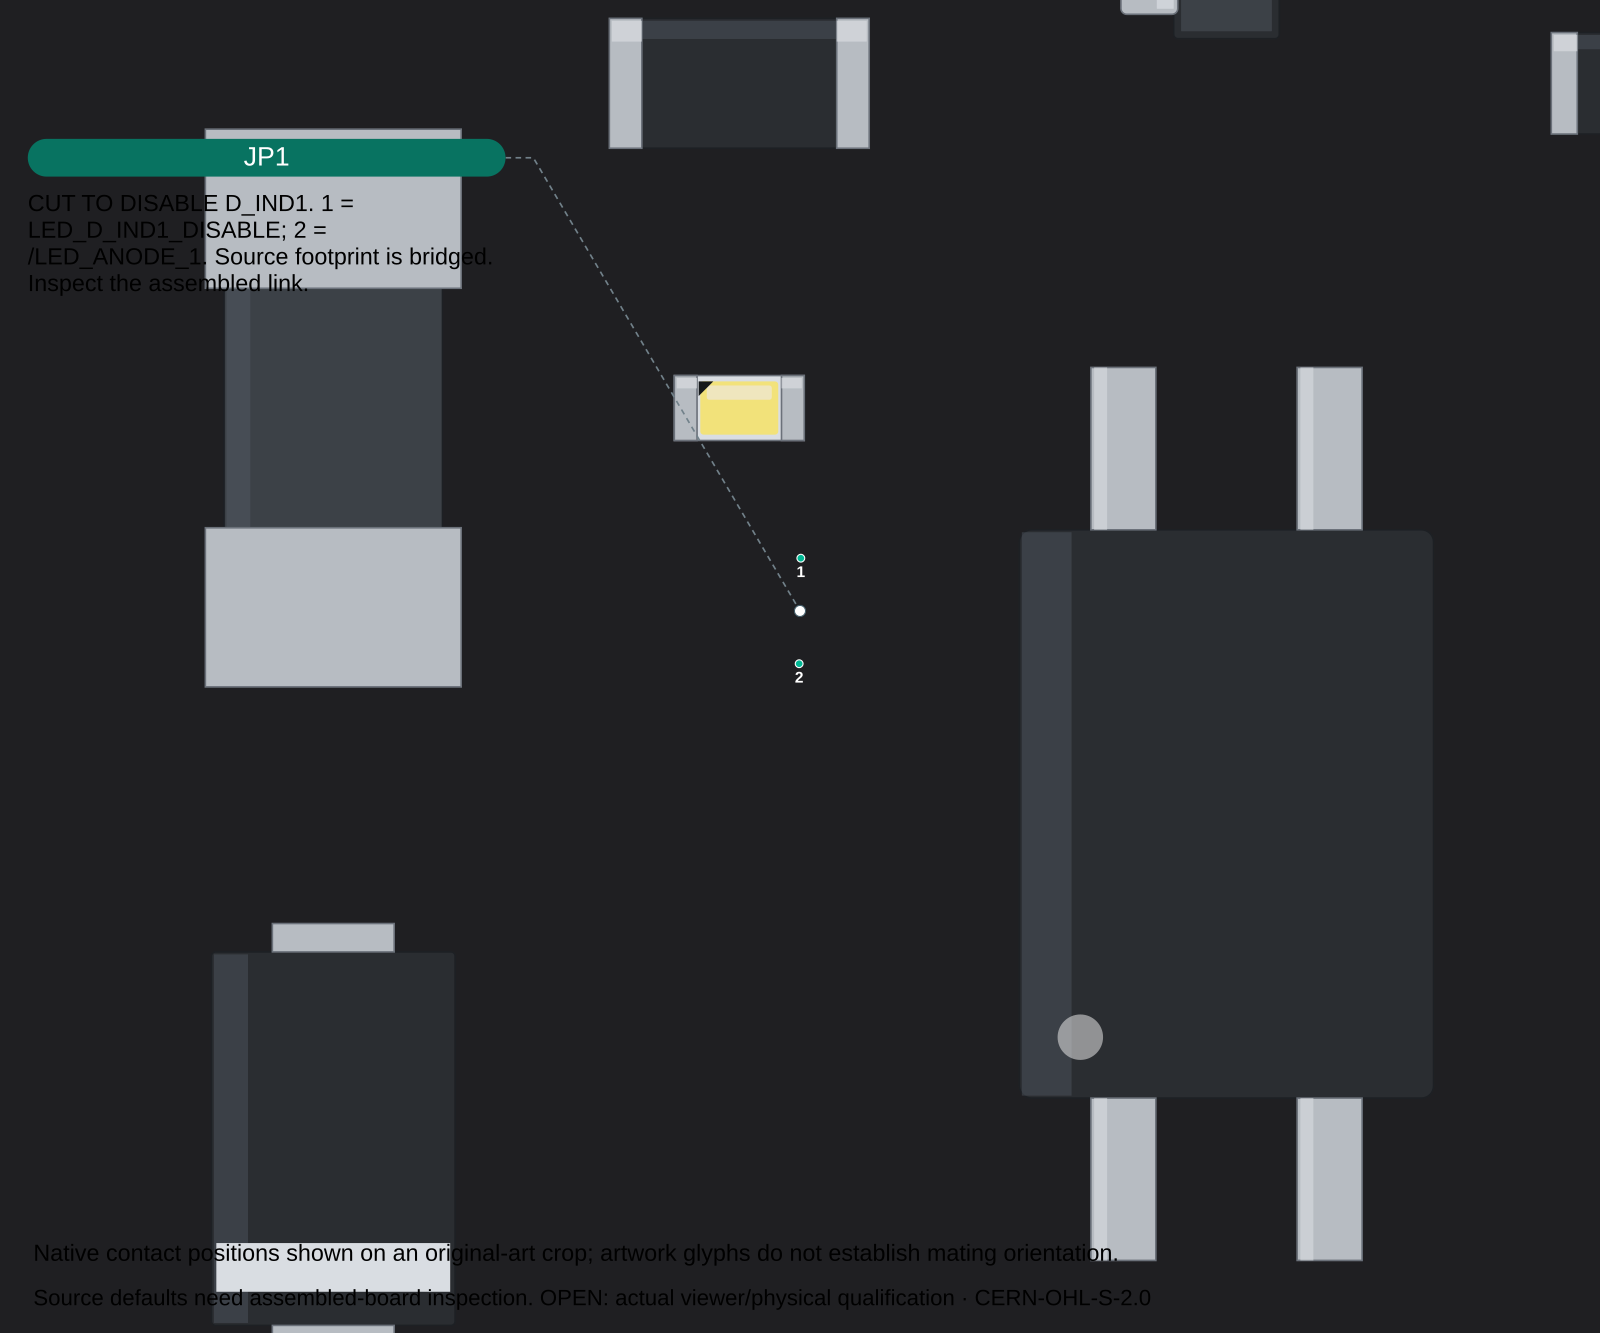 JP1
CUT TO DISABLE D_IND1. 1 =
LED_D_IND1_DISABLE; 2 =
/LED_ANODE_1. Source footprint is bridged.
Inspect the assembled link.
1
2
Native contact positions shown on an original-art crop; artwork glyphs do not establish mating orientation.
Source defaults need assembled-board inspection. OPEN: actual viewer/physical qualification · CERN-OHL-S-2.0